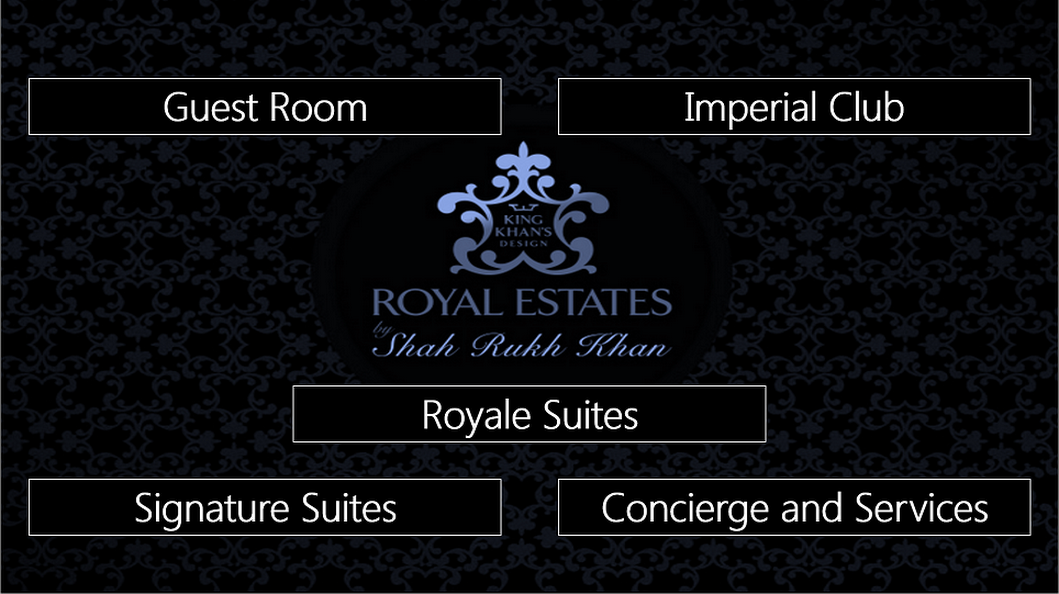 Guest Room
Imperial Club
KING
KHAN'S
DESIGN
ROYAL ESTATES
by Shah Rukh Khan
Royale Suites
Signature Suites
Concierge and Services